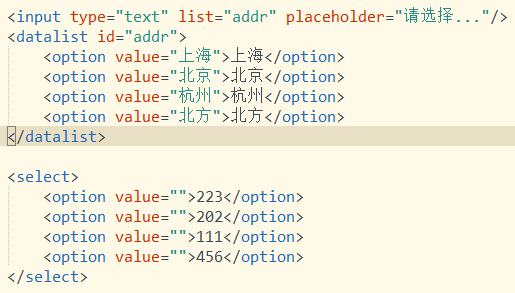 <input type="text" list="addr" placeholder="请选择..."/>
<datalist id="addr">
    <option value="上海">上海</option>
    <option value="北京">北京</option>
    <option value="杭州">杭州</option>
    <option value="北方">北方</option>
</datalist>

<select>
    <option value="">223</option>
    <option value="">202</option>
    <option value="">111</option>
    <option value="">456</option>
</select>